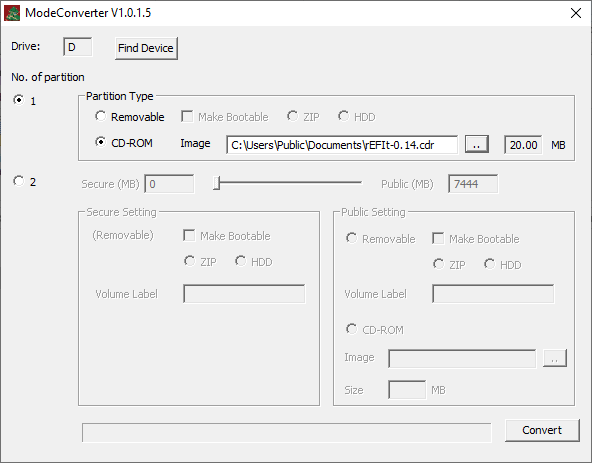 ModeConverter V1.0.1.5
Drive: D Find Device
No. of partition
1
Partition Type
Removable Make Bootable ZIP HDD
CD-ROM Image C:\Users\Public\Documents\rEFIt-0.14.cdr .. 20.00 MB
2 Secure (MB) 0 Public (MB) 7444
Secure Setting
(Removable) Make Bootable
ZIP HDD
Volume Label
Public Setting
Removable Make Bootable
ZIP HDD
Volume Label
CD-ROM
Image ..
Size MB
Convert